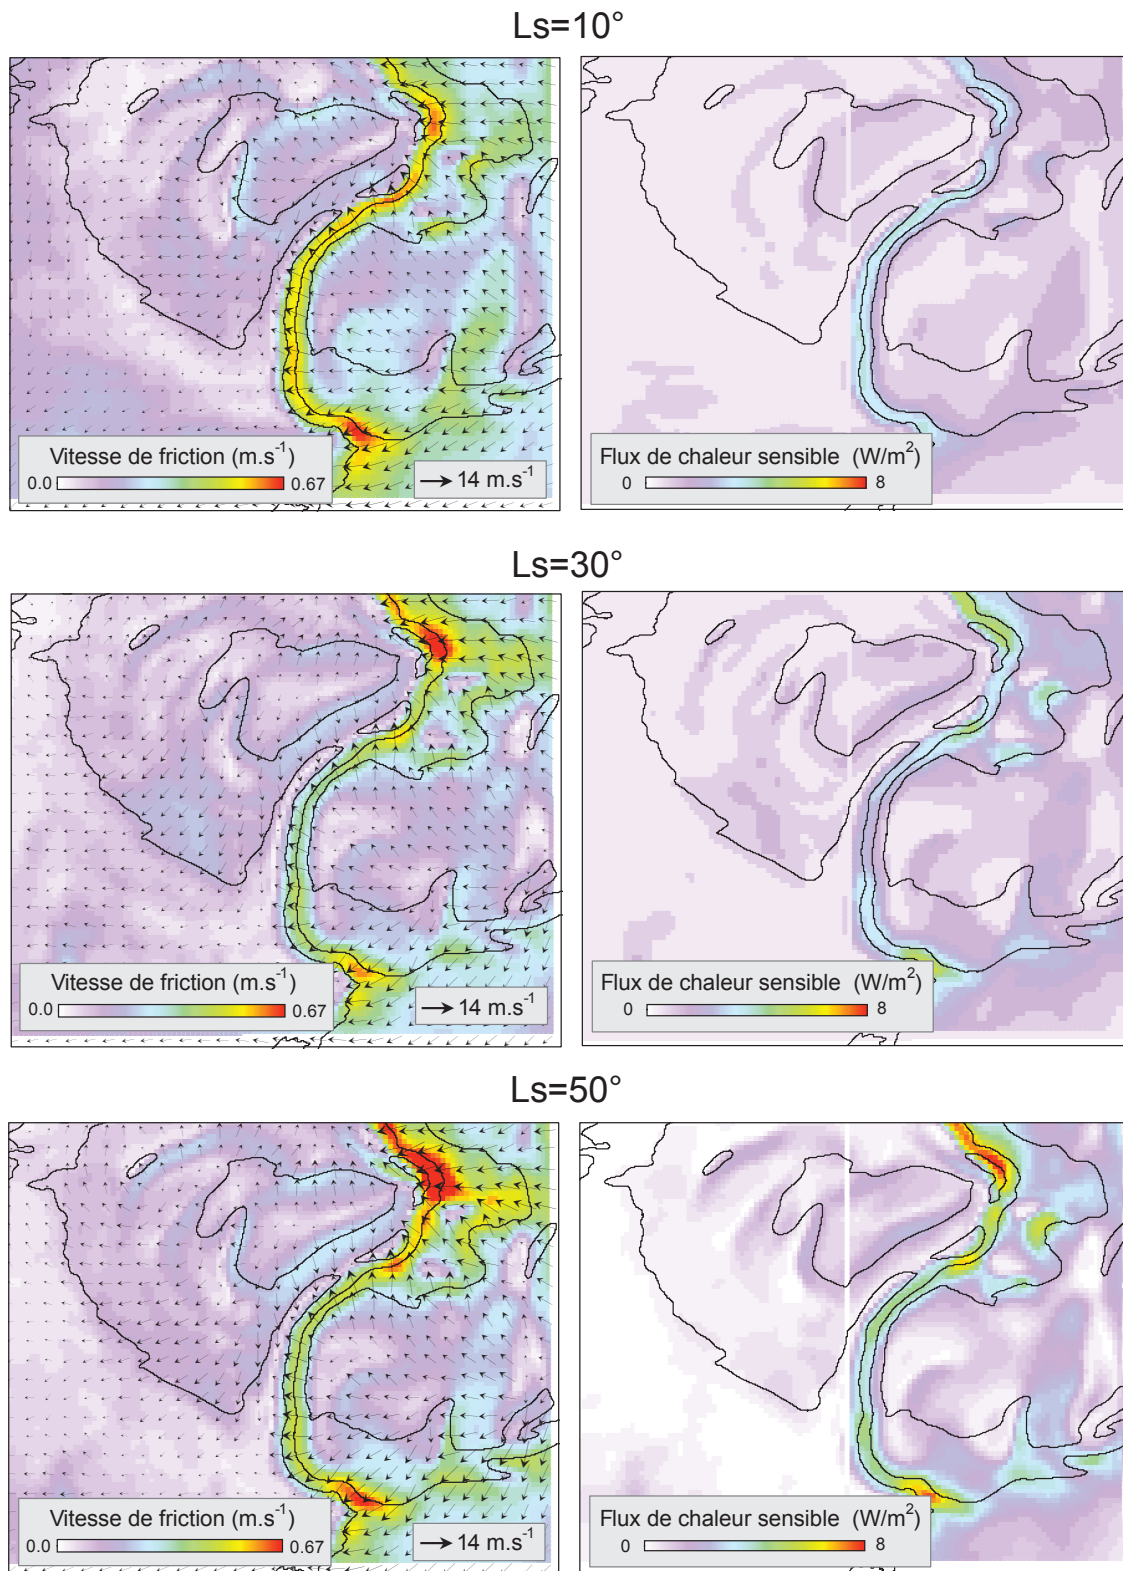 Ls=10°
Vitesse de friction (m.s⁻¹)
0.0 0.67
14 m.s⁻¹
Flux de chaleur sensible (W/m²)
0 8
Ls=30°
Vitesse de friction (m.s⁻¹)
0.0 0.67
14 m.s⁻¹
Flux de chaleur sensible (W/m²)
0 8
Ls=50°
Vitesse de friction (m.s⁻¹)
0.0 0.67
14 m.s⁻¹
Flux de chaleur sensible (W/m²)
0 8